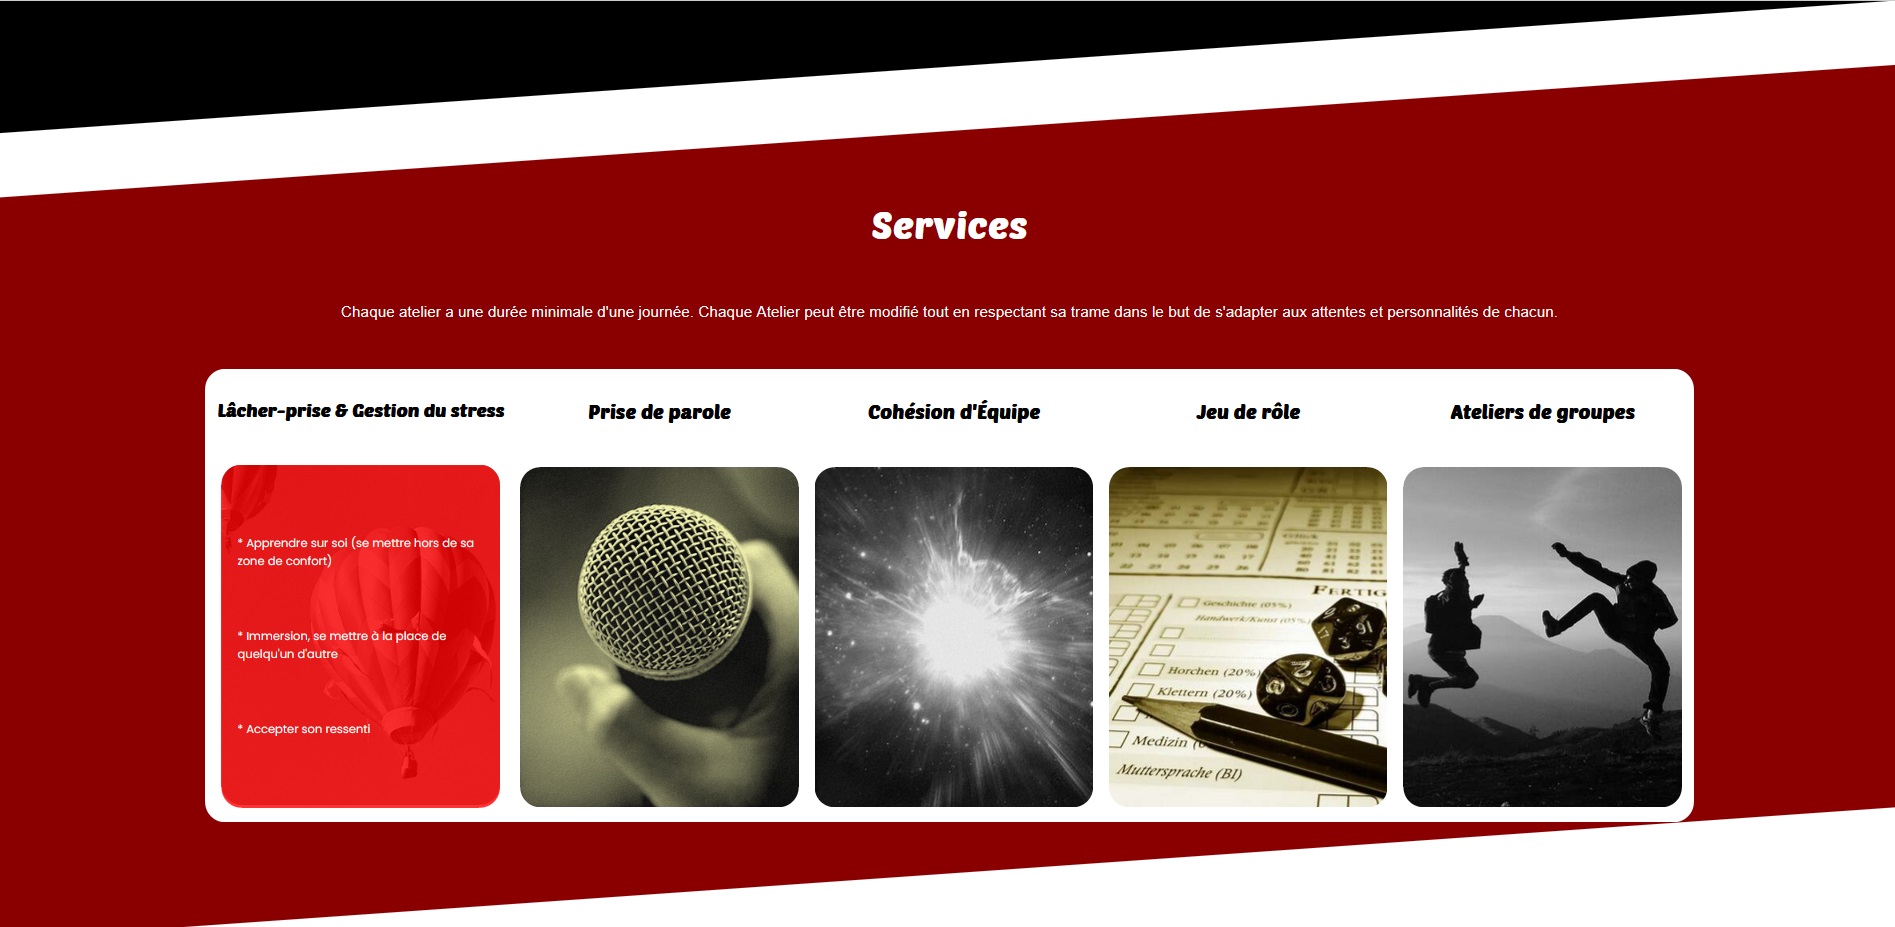 Services
Chaque atelier a une durée minimale d'une journée. Chaque Atelier peut être modifié tout en respectant sa trame dans le but de s'adapter aux attentes et personnalités de chacun.
Lâcher-prise & Gestion du stress
Prise de parole
Cohésion d'Équipe
Jeu de rôle
Ateliers de groupes
* Apprendre sur soi (se mettre hors de sa
zone de confort)
* Immersion, se mettre à la place de
quelqu'un d'autre
* Accepter son ressenti
FERTIG
Geschichte (05%)
Handwerk/Kunst (05%)
Horchen (20%)
Klettern (20%)
Medizin
Muttersprache (BI)